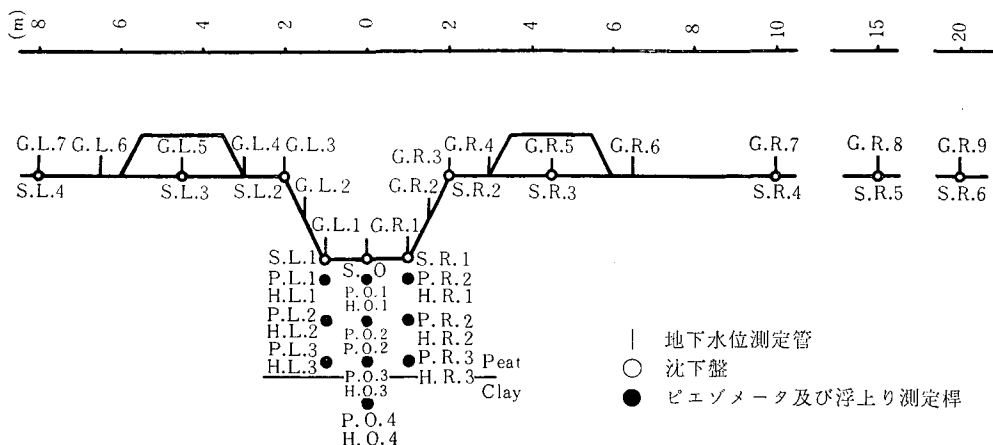 (m) 8 6 4 2 0 2 4 6 8 10 15 20
G.L.7 G.L.6 G.L.5 G.L.4 G.L.3 G.R.4 G.R.5 G.R.6 G.R.7 G.R.8 G.R.9
G.R.3
S.L.4 S.L.3 S.L.2 G.L.2 G.R.2 S.R.2 S.R.3 S.R.4 S.R.5 S.R.6
G.L.1 G.R.1
S.L.1 S.O S.R.1
P.L.1 P.R.2
P.O.1
H.L.1 H.R.1
H.O.1
P.L.2 P.R.2
H.L.2 P.O.2 H.R.2
P.L.3 P.O.2 P.R.3 Peat
H.L.3 P.O.3 H.R.3 Clay
H.O.3
P.O.4
H.O.4
地下水位測定管
沈下盤
ピエゾメータ及び浮上り測定桿